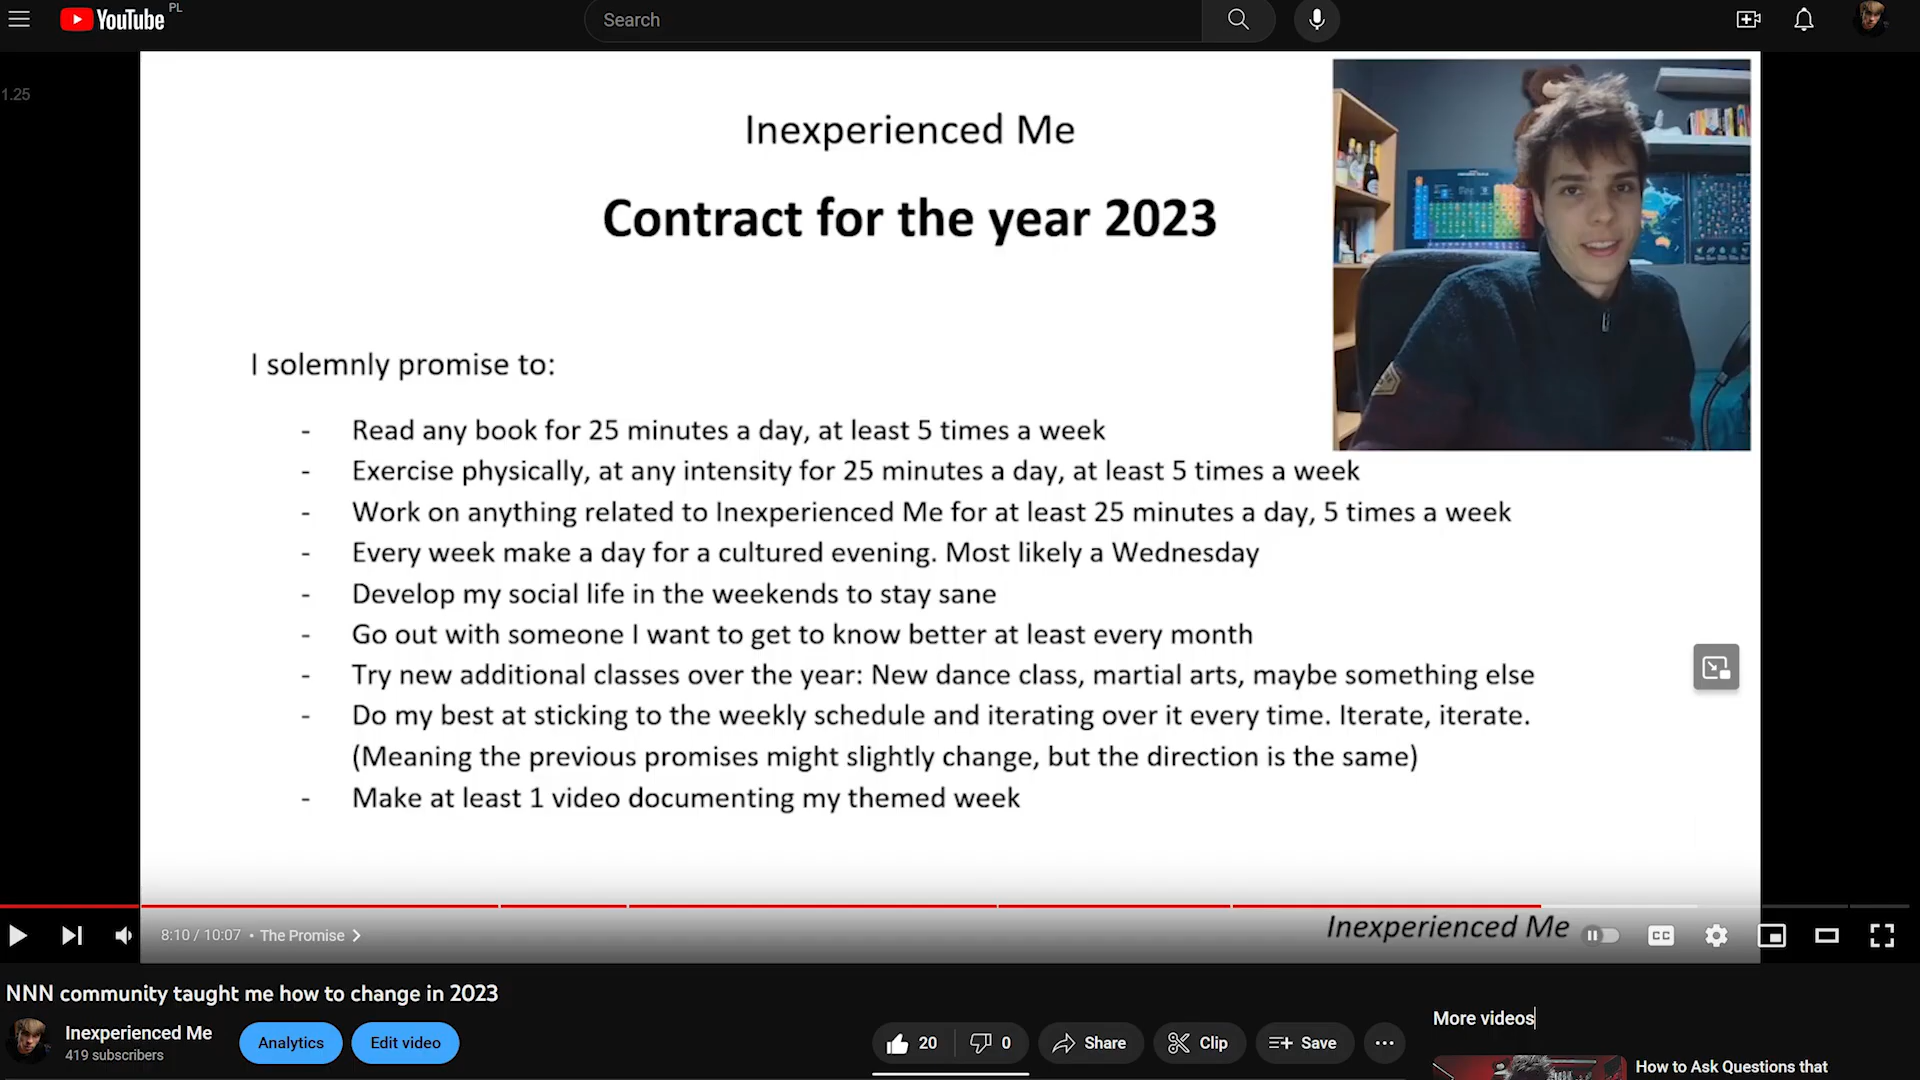 YouTube PL
Search
1.25
Inexperienced Me
Contract for the year 2023
I solemnly promise to:
- Read any book for 25 minutes a day, at least 5 times a week
- Exercise physically, at any intensity for 25 minutes a day, at least 5 times a week
- Work on anything related to Inexperienced Me for at least 25 minutes a day, 5 times a week
- Every week make a day for a cultured evening. Most likely a Wednesday
- Develop my social life in the weekends to stay sane
- Go out with someone I want to get to know better at least every month
- Try new additional classes over the year: New dance class, martial arts, maybe something else
- Do my best at sticking to the weekly schedule and iterating over it every time. Iterate, iterate.
(Meaning the previous promises might slightly change, but the direction is the same)
- Make at least 1 video documenting my themed week
Inexperienced Me
8:10 / 10:07 • The Promise
CC
NNN community taught me how to change in 2023
Inexperienced Me
419 subscribers
Analytics
Edit video
20
0
Share
Clip
Save
More videos
How to Ask Questions that